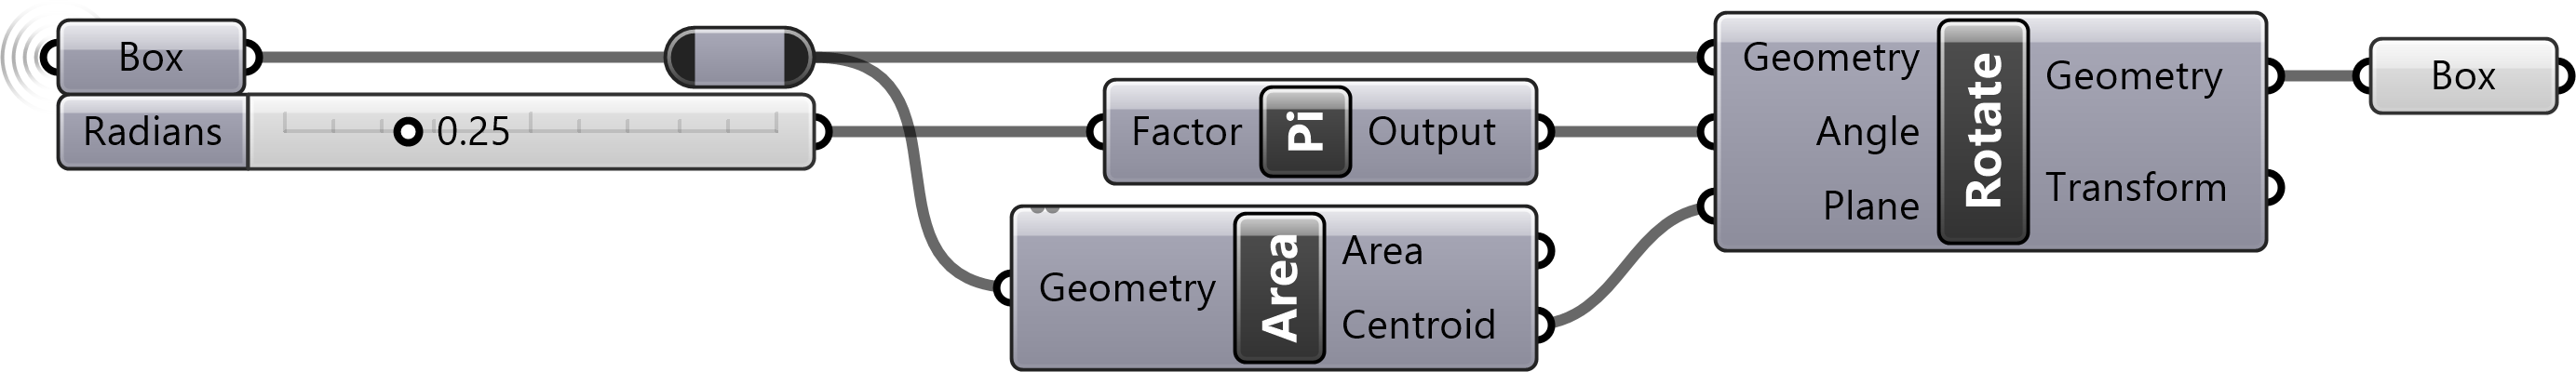 Box
Radians 0.25
Factor Pi Output
Geometry Area Area
Centroid
Geometry Rotate Geometry
Angle
Plane Transform
Box